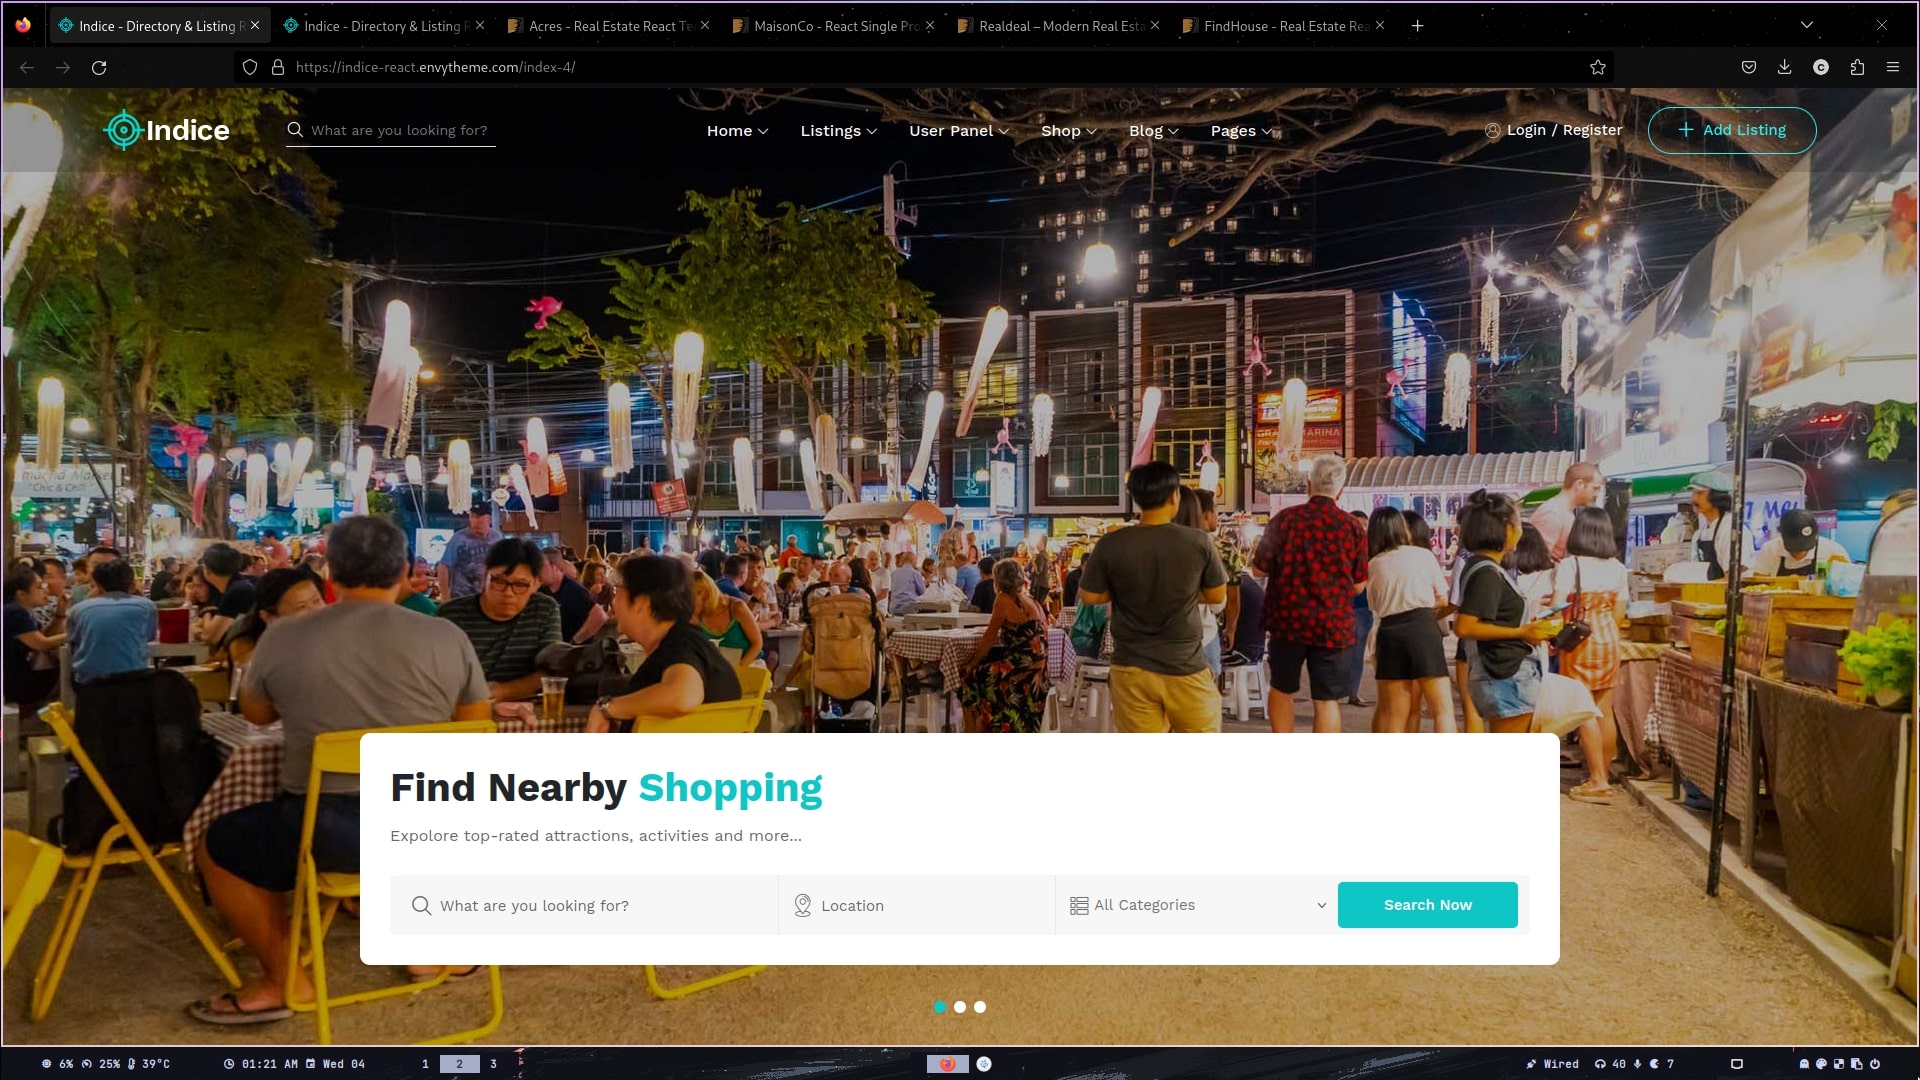 Indice - Directory & Listing R
Indice - Directory & Listing R
Acres - Real Estate React Te
MaisonCo - React Single Pro
Realdeal – Modern Real Esta
FindHouse - Real Estate Rea
https://indice-react.envytheme.com/index-4/
Indice
What are you looking for?
Home
Listings
User Panel
Shop
Blog
Pages
Login / Register
Add Listing
"Chic & Chill"
Find Nearby Shopping
Expolore top-rated attractions, activities and more...
What are you looking for?
Location
All Categories
Search Now
6% 25% 39°C
01:21 AM Wed 04
1 2 3
Wired
40
7